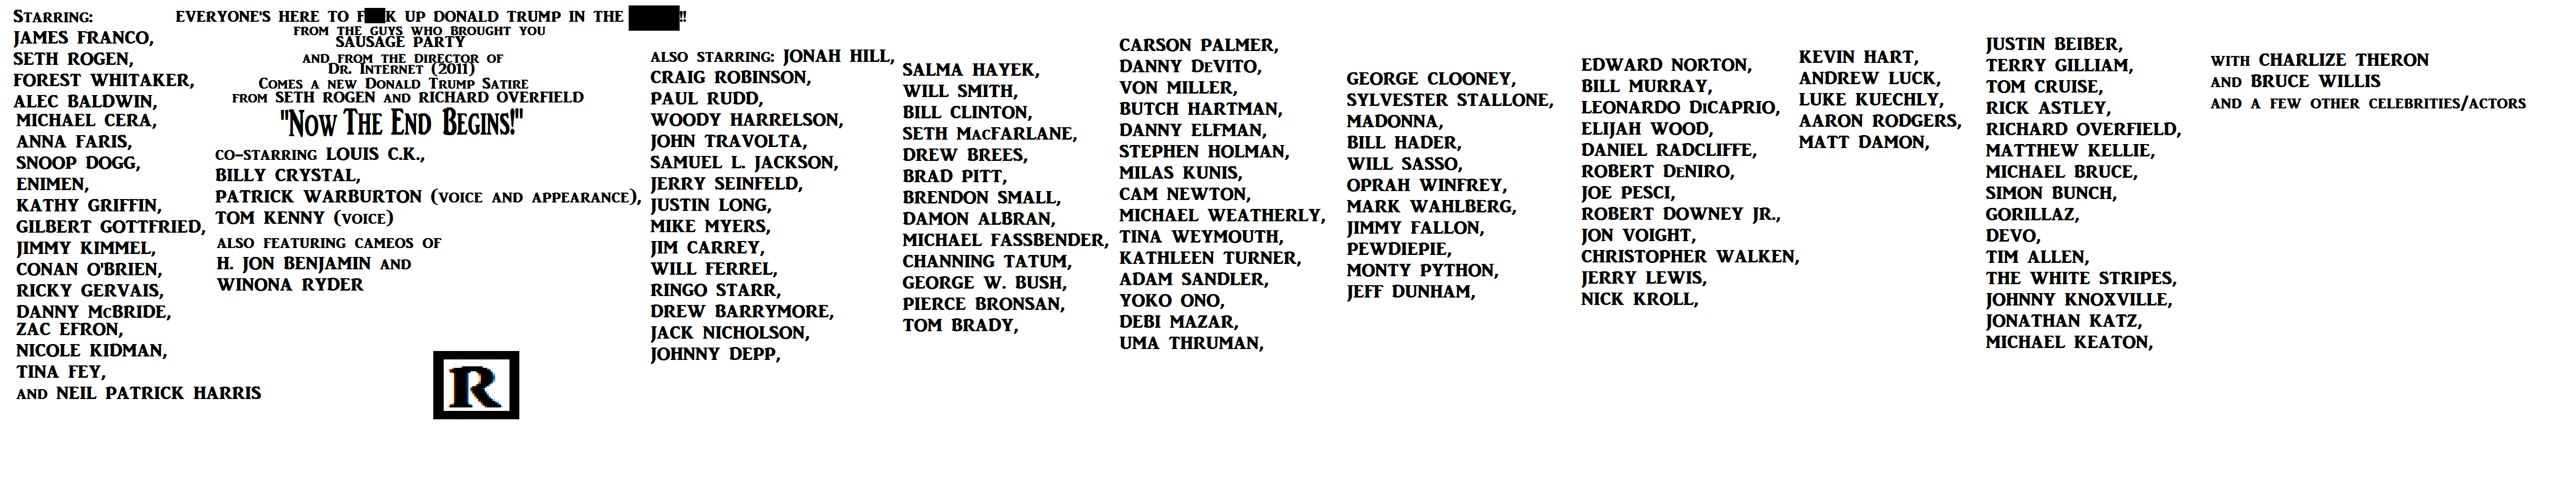 STARRING:
JAMES FRANCO,
SETH ROGEN,
FOREST WHITAKER,
ALEC BALDWIN,
MICHAEL CERA,
ANNA FARIS,
SNOOP DOGG,
ENIMEN,
KATHY GRIFFIN,
GILBERT GOTTFRIED,
JIMMY KIMMEL,
CONAN O'BRIEN,
RICKY GERVAIS,
DANNY McBRIDE,
ZAC EFRON,
NICOLE KIDMAN,
TINA FEY,
AND NEIL PATRICK HARRIS
EVERYONE'S HERE TO F K UP DONALD TRUMP IN THE !!
FROM THE GUYS WHO BROUGHT YOU
SAUSAGE PARTY
AND FROM THE DIRECTOR OF
DR. INTERNET (2011)
COMES A NEW DONALD TRUMP SATIRE
FROM SETH ROGEN AND RICHARD OVERFIELD
"NOW THE END BEGINS!"
CO-STARRING LOUIS C.K.,
BILLY CRYSTAL,
PATRICK WARBURTON (VOICE AND APPEARANCE),
TOM KENNY (VOICE)
ALSO FEATURING CAMEOS OF
H. JON BENJAMIN AND
WINONA RYDER
R
ALSO STARRING: JONAH HILL,
CRAIG ROBINSON,
PAUL RUDD,
WOODY HARRELSON,
JOHN TRAVOLTA,
SAMUEL L. JACKSON,
JERRY SEINFELD,
JUSTIN LONG,
MIKE MYERS,
JIM CARREY,
WILL FERREL,
RINGO STARR,
DREW BARRYMORE,
JACK NICHOLSON,
JOHNNY DEPP,
SALMA HAYEK,
WILL SMITH,
BILL CLINTON,
SETH MacFARLANE,
DREW BREES,
BRAD PITT,
BRENDON SMALL,
DAMON ALBRAN,
MICHAEL FASSBENDER,
CHANNING TATUM,
GEORGE W. BUSH,
PIERCE BRONSAN,
TOM BRADY,
CARSON PALMER,
DANNY DeVITO,
VON MILLER,
BUTCH HARTMAN,
DANNY ELFMAN,
STEPHEN HOLMAN,
MILAS KUNIS,
CAM NEWTON,
MICHAEL WEATHERLY,
TINA WEYMOUTH,
KATHLEEN TURNER,
ADAM SANDLER,
YOKO ONO,
DEBI MAZAR,
UMA THRUMAN,
GEORGE CLOONEY,
SYLVESTER STALLONE,
MADONNA,
BILL HADER,
WILL SASSO,
OPRAH WINFREY,
MARK WAHLBERG,
JIMMY FALLON,
PEWDIEPIE,
MONTY PYTHON,
JEFF DUNHAM,
EDWARD NORTON,
BILL MURRAY,
LEONARDO DiCAPRIO,
ELIJAH WOOD,
DANIEL RADCLIFFE,
ROBERT DeNIRO,
JOE PESCI,
ROBERT DOWNEY JR.,
JON VOIGHT,
CHRISTOPHER WALKEN,
JERRY LEWIS,
NICK KROLL,
KEVIN HART,
ANDREW LUCK,
LUKE KUECHLY,
AARON RODGERS,
MATT DAMON,
JUSTIN BEIBER,
TERRY GILLIAM,
TOM CRUISE,
RICK ASTLEY,
RICHARD OVERFIELD,
MATTHEW KELLIE,
MICHAEL BRUCE,
SIMON BUNCH,
GORILLAZ,
DEVO,
TIM ALLEN,
THE WHITE STRIPES,
JOHNNY KNOXVILLE,
JONATHAN KATZ,
MICHAEL KEATON,
WITH CHARLIZE THERON
AND BRUCE WILLIS
AND A FEW OTHER CELEBRITIES/ACTORS